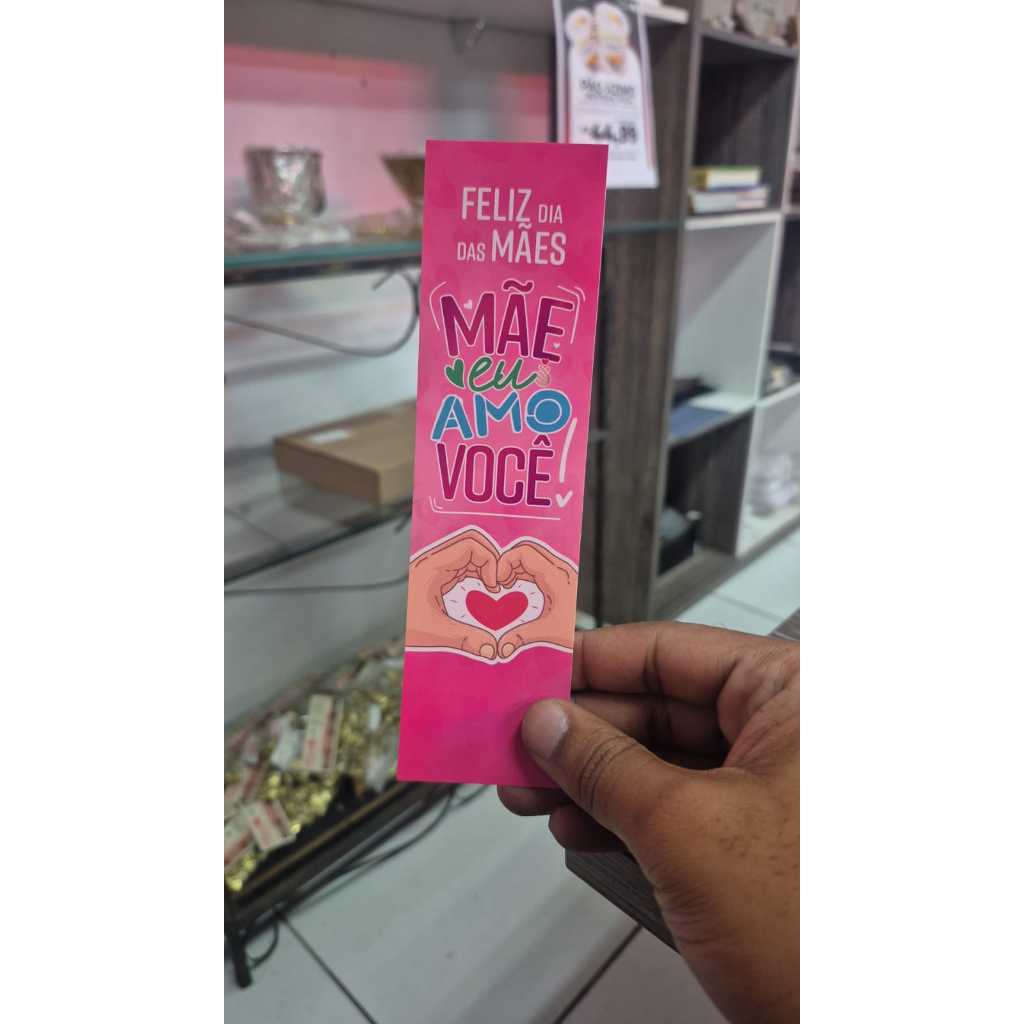 FELIZ DIA
DAS MÃES
MÃE
eu
AMO
VOCÊ!